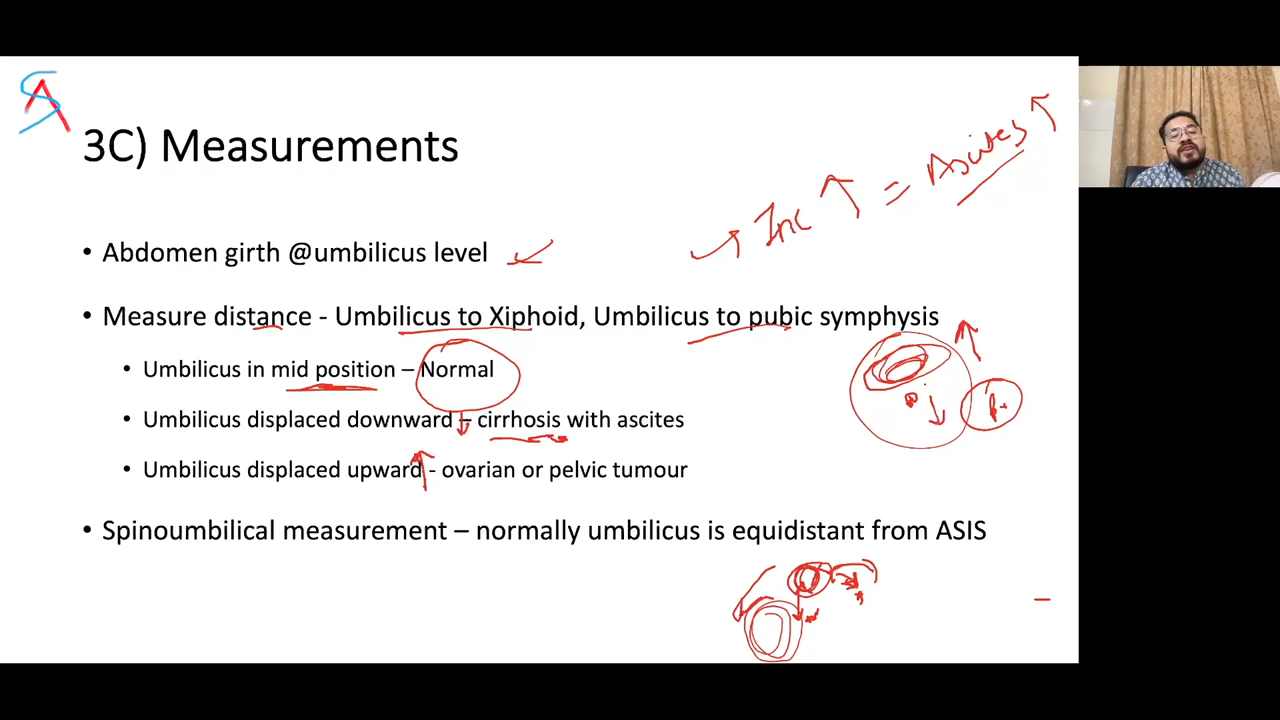 SA
3C) Measurements
Inc ↑ = Ascites ↑
• Abdomen girth @umbilicus level
• Measure distance - Umbilicus to Xiphoid, Umbilicus to pubic symphysis
• Umbilicus in mid position – Normal
• Umbilicus displaced downward – cirrhosis with ascites
• Umbilicus displaced upward - ovarian or pelvic tumour
• Spinoumbilical measurement – normally umbilicus is equidistant from ASIS